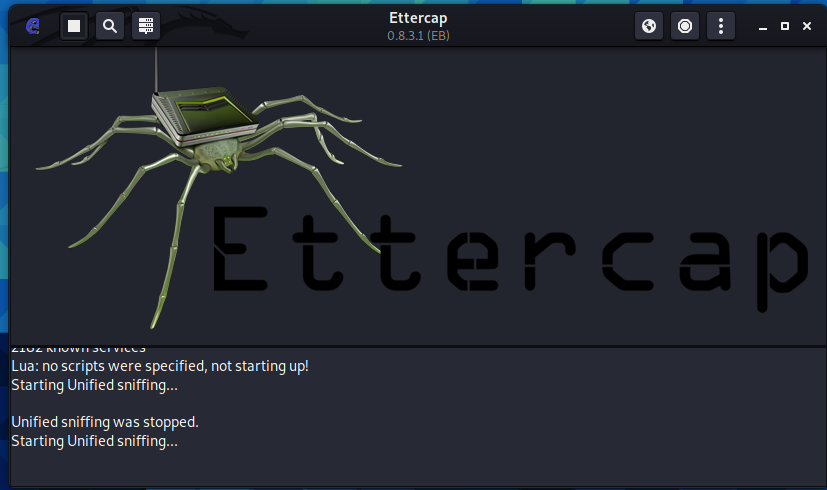 Ettercap
0.8.3.1 (EB)
Ettercap
2182 known services
Lua: no scripts were specified, not starting up!
Starting Unified sniffing...
Unified sniffing was stopped.
Starting Unified sniffing...